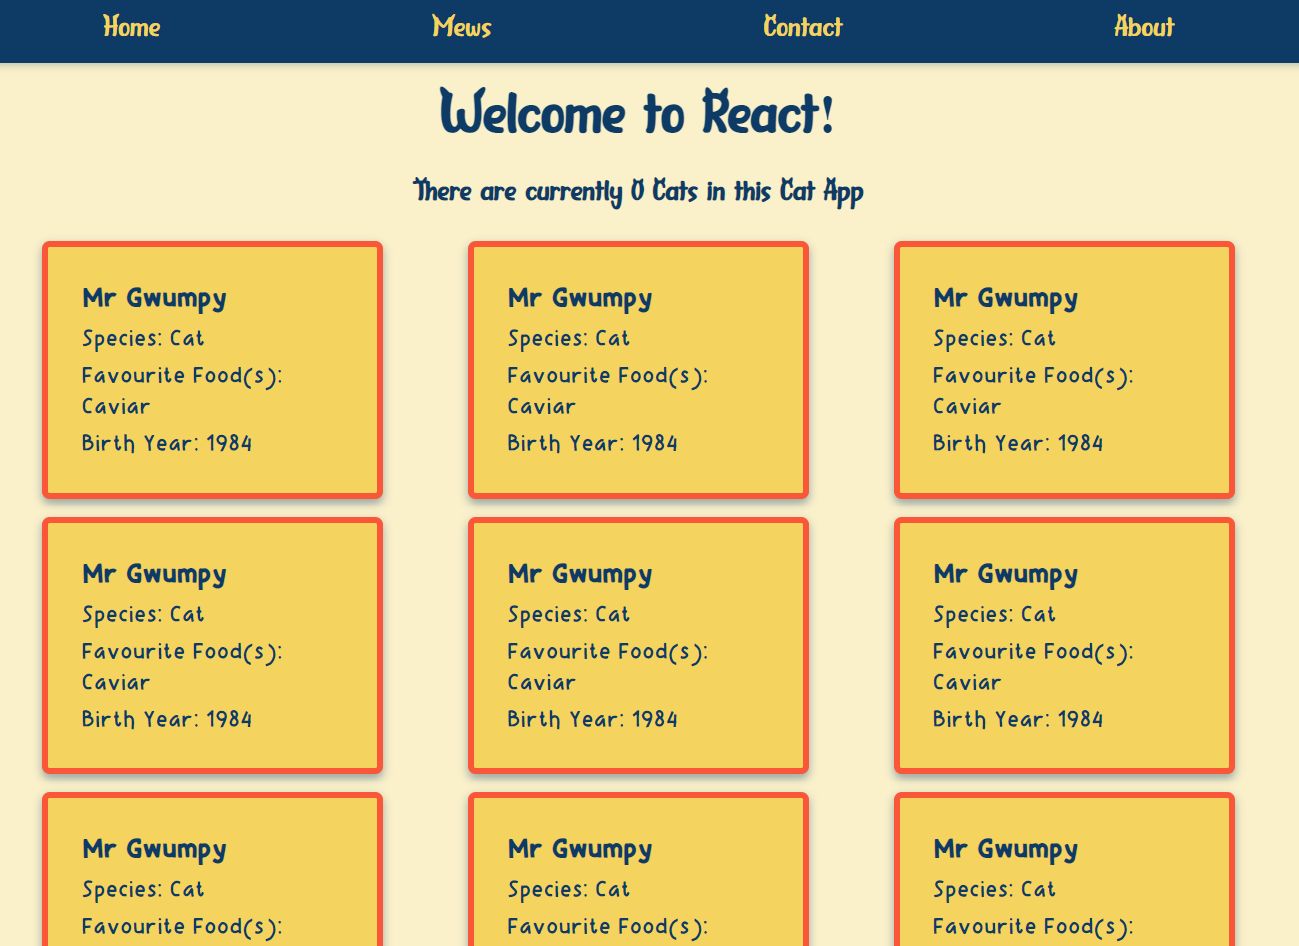 Home Mews Contact About
Welcome to React!
There are currently 0 Cats in this Cat App
Mr Gwumpy
Species: Cat
Favourite Food(s):
Caviar
Birth Year: 1984
Mr Gwumpy
Species: Cat
Favourite Food(s):
Caviar
Birth Year: 1984
Mr Gwumpy
Species: Cat
Favourite Food(s):
Caviar
Birth Year: 1984
Mr Gwumpy
Species: Cat
Favourite Food(s):
Caviar
Birth Year: 1984
Mr Gwumpy
Species: Cat
Favourite Food(s):
Caviar
Birth Year: 1984
Mr Gwumpy
Species: Cat
Favourite Food(s):
Caviar
Birth Year: 1984
Mr Gwumpy
Species: Cat
Favourite Food(s):
Mr Gwumpy
Species: Cat
Favourite Food(s):
Mr Gwumpy
Species: Cat
Favourite Food(s):